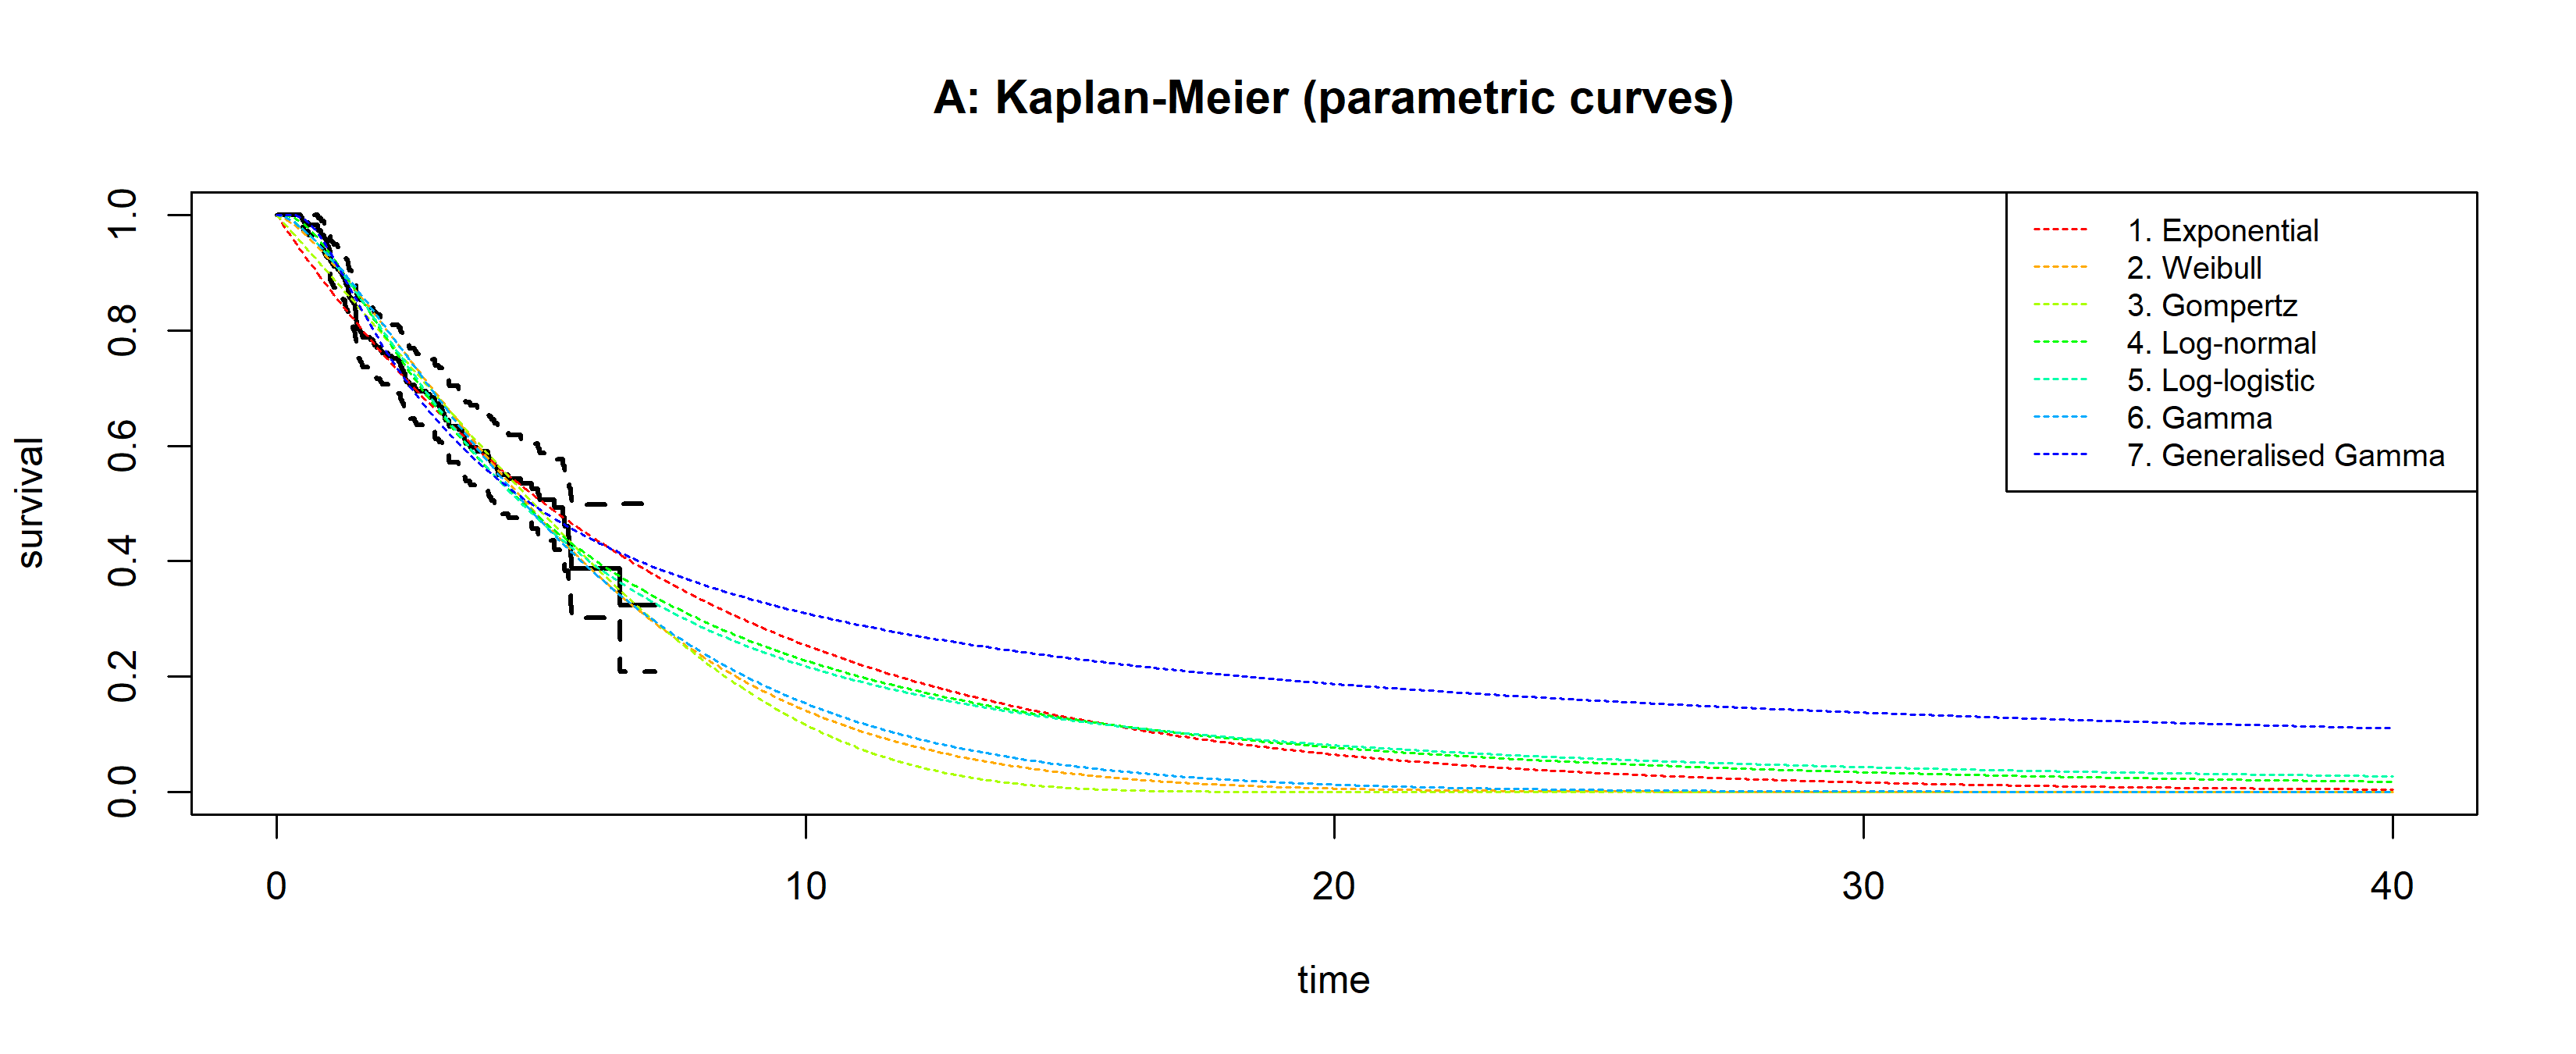 A: Kaplan-Meier (parametric curves)
1. Exponential
2. Weibull
3. Gompertz
4. Log-normal
5. Log-logistic
6. Gamma
7. Generalised Gamma
survival
1.0
0.8
0.6
0.4
0.2
0.0
0 10 20 30 40
time